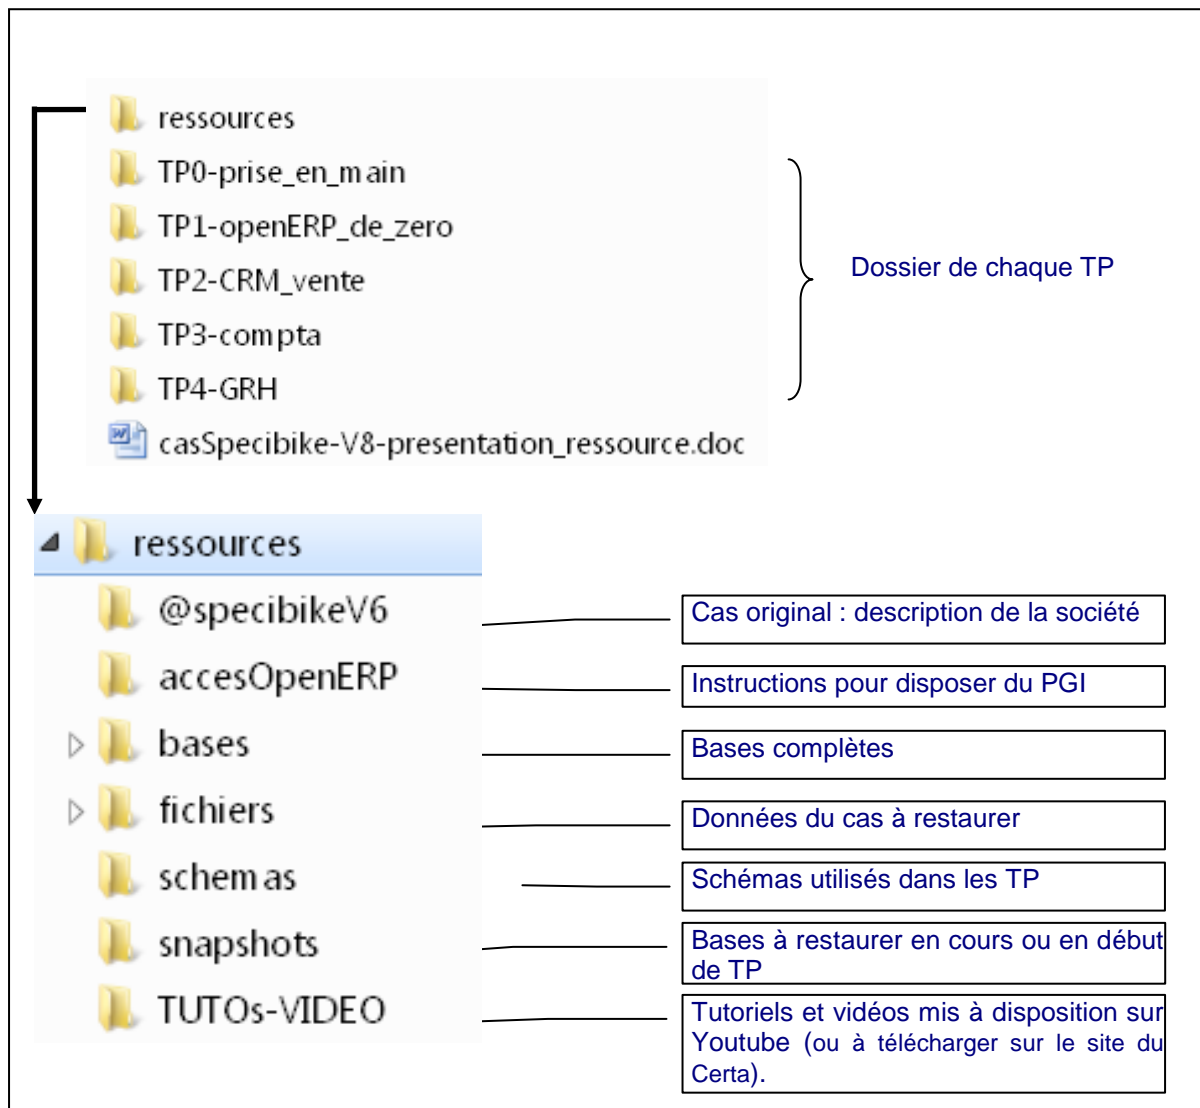 ressources
TP0-prise_en_main
TP1-openERP_de_zero
TP2-CRM_vente
TP3-compta
TP4-GRH
Dossier de chaque TP
casSpecibike-V8-presentation_ressource.doc
ressources
@specibikeV6
Cas original : description de la société
accesOpenERP
Instructions pour disposer du PGI
bases
Bases complètes
fichiers
Données du cas à restaurer
schemas
Schémas utilisés dans les TP
snapshots
Bases à restaurer en cours ou en début
de TP
TUTOs-VIDEO
Tutoriels et vidéos mis à disposition sur
Youtube (ou à télécharger sur le site du
Certa).